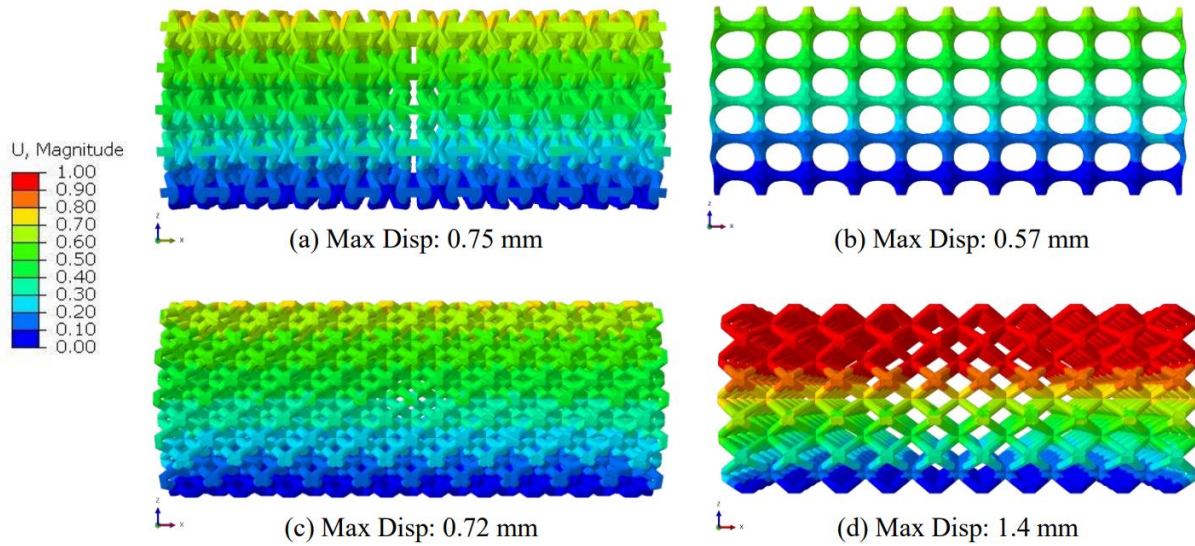 U, Magnitude
1.00
0.90
0.80
0.70
0.60
0.50
0.40
0.30
0.20
0.10
0.00
z
x
(a) Max Disp: 0.75 mm
z
x
(b) Max Disp: 0.57 mm
z
x
(c) Max Disp: 0.72 mm
z
x
(d) Max Disp: 1.4 mm